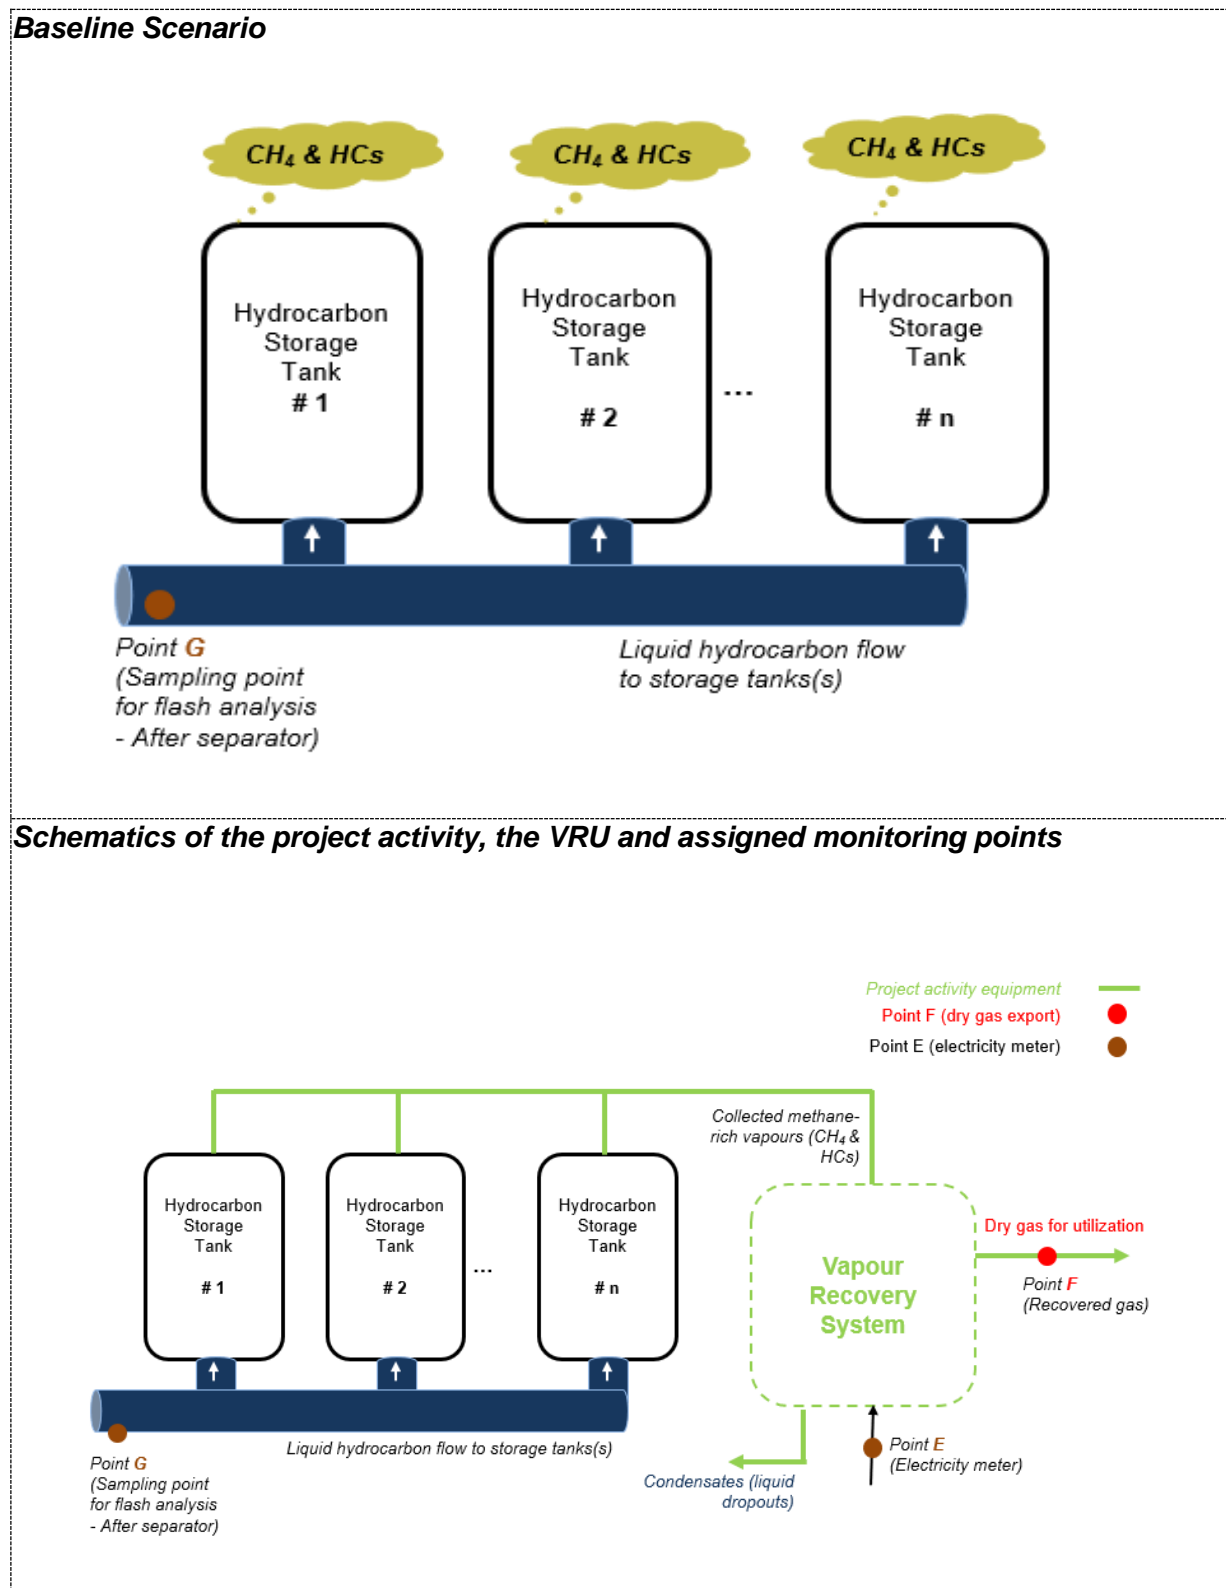 Baseline Scenario
CH₄ & HCs
CH₄ & HCs
CH₄ & HCs
Hydrocarbon
Storage
Tank
# 1
Hydrocarbon
Storage
Tank
# 2
...
Hydrocarbon
Storage
Tank
# n
Point G
(Sampling point
for flash analysis
- After separator)
Liquid hydrocarbon flow
to storage tanks(s)
Schematics of the project activity, the VRU and assigned monitoring points
Project activity equipment
Point F (dry gas export)
Point E (electricity meter)
Collected methane-
rich vapours (CH₄ &
HCs)
Hydrocarbon
Storage
Tank
# 1
Hydrocarbon
Storage
Tank
# 2
...
Hydrocarbon
Storage
Tank
# n
Vapour
Recovery
System
Dry gas for utilization
Point F
(Recovered gas)
Liquid hydrocarbon flow to storage tanks(s)
Point G
(Sampling point
for flash analysis
- After separator)
Condensates (liquid
dropouts)
Point E
(Electricity meter)